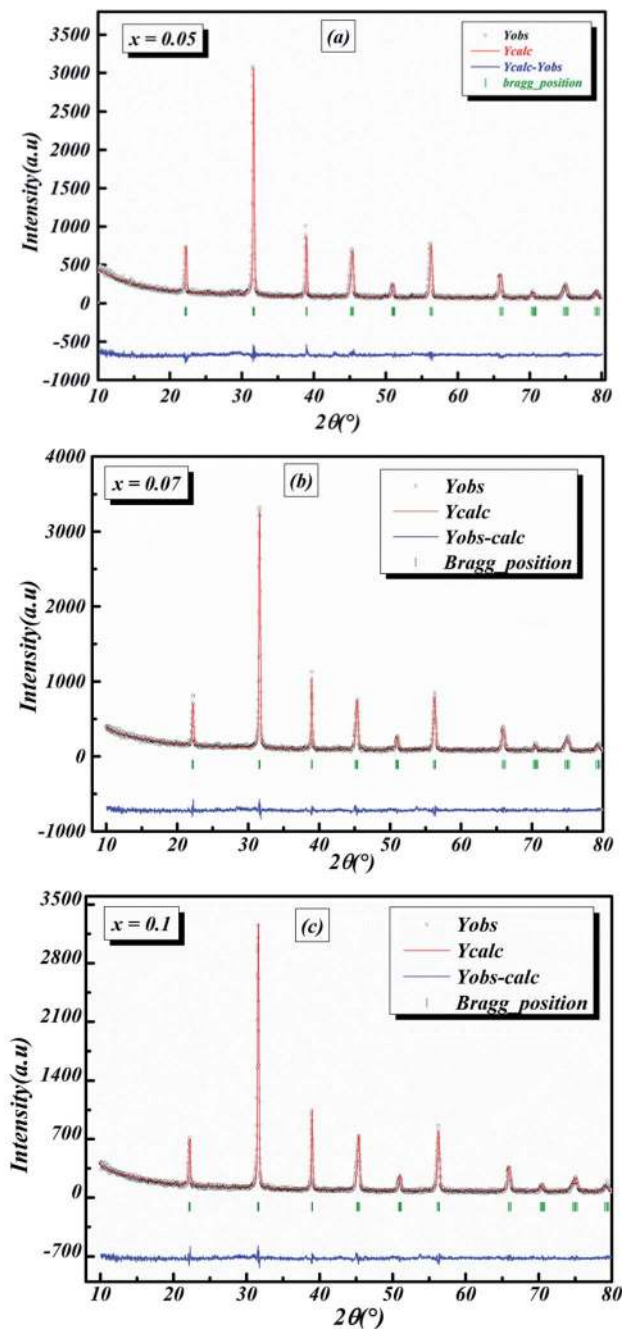 x = 0.05
(a)
Yobs
Ycalc
Ycalc-Yobs
bragg_position
3500
3000
2500
2000
1500
1000
500
0
-500
-1000
Intensity(a.u)
10 20 30 40 50 60 70 80
2θ(°)
x = 0.07
(b)
Yobs
Ycalc
Yobs-calc
Bragg_position
4000
3000
2000
1000
0
-1000
Intensity(a.u)
10 20 30 40 50 60 70 80
2θ(°)
x = 0.1
(c)
Yobs
Ycalc
Yobs-calc
Bragg_position
3500
2800
2100
1400
700
0
-700
Intensity(a.u)
10 20 30 40 50 60 70 80
2θ(°)